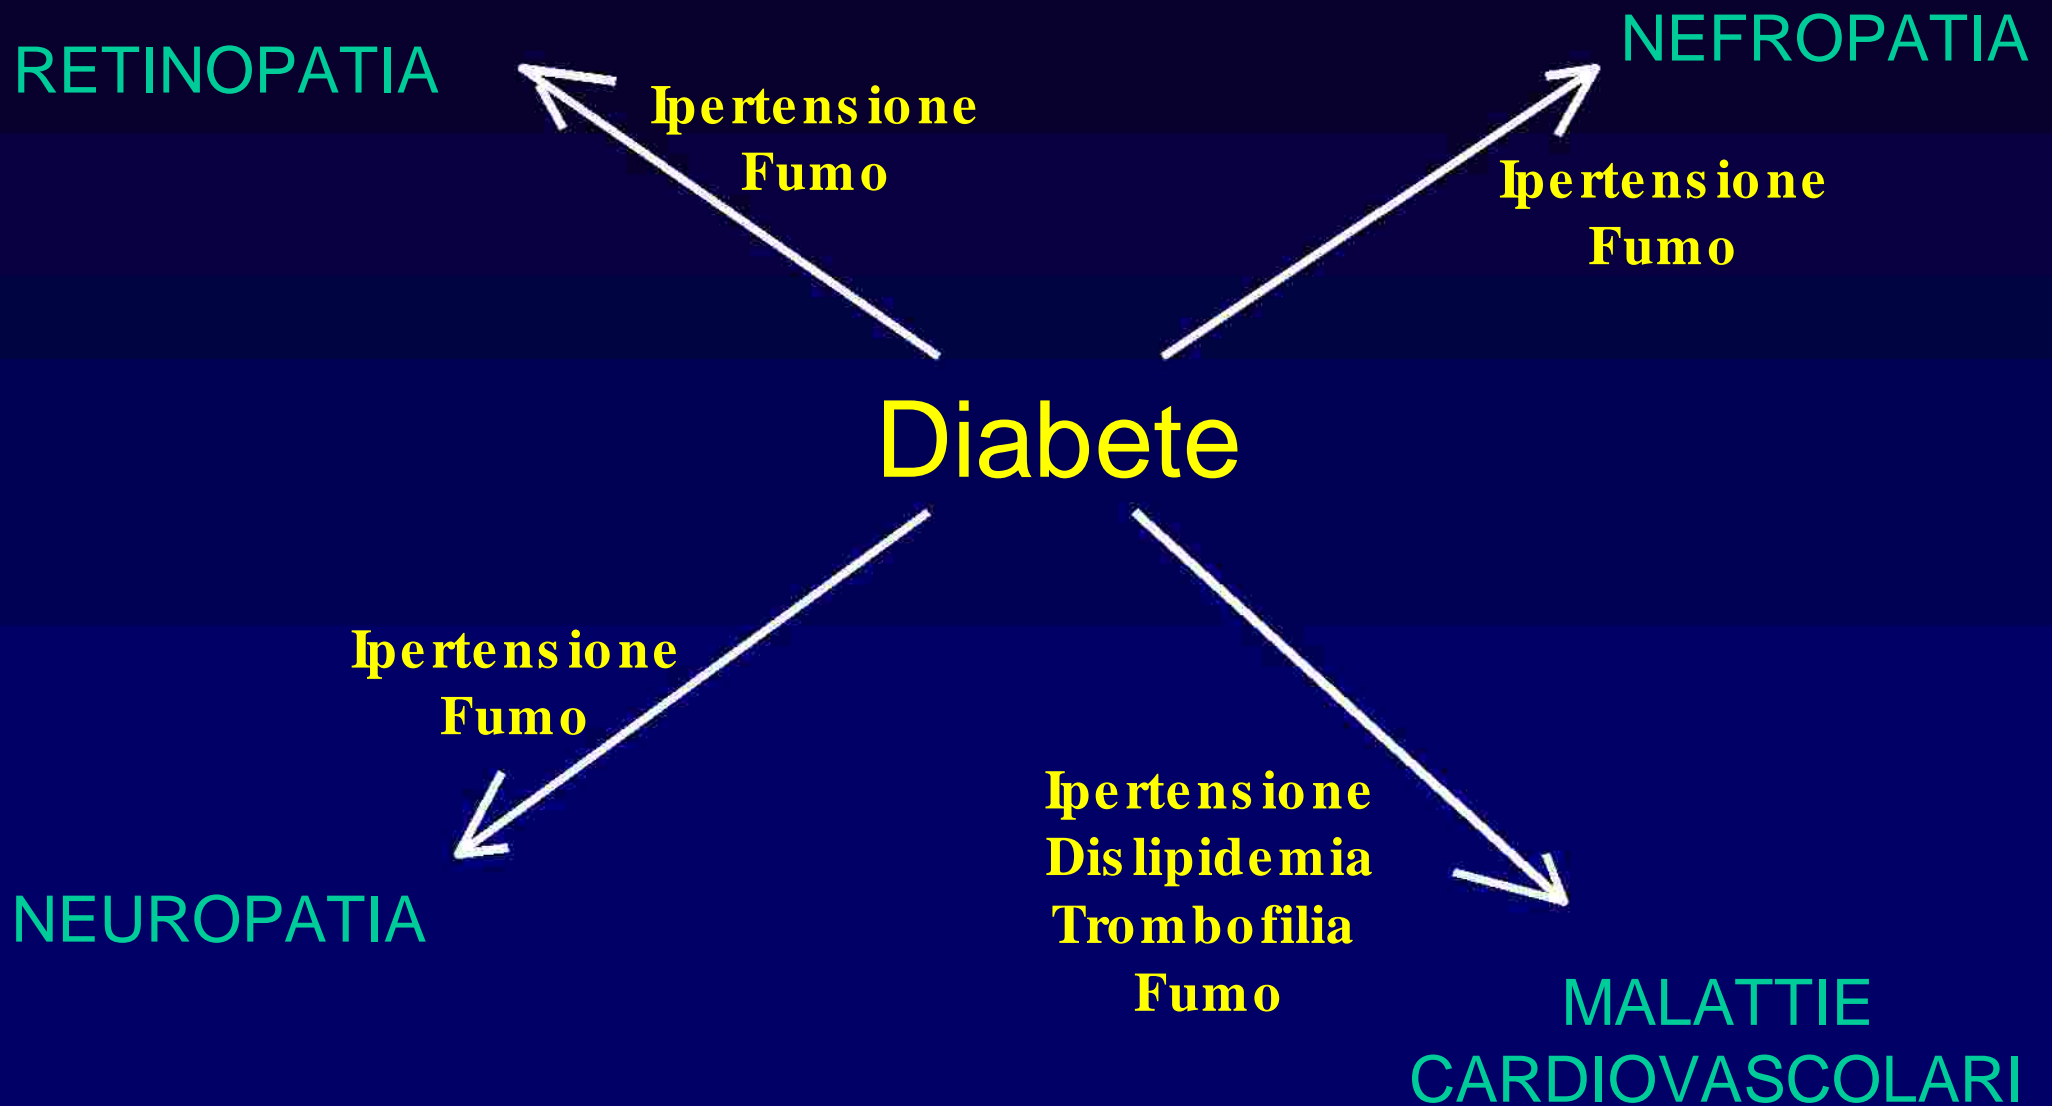 RETINOPATIA
NEFROPATIA
Ipertensione
Fumo
Ipertensione
Fumo
Diabete
Ipertensione
Fumo
NEUROPATIA
Ipertensione
Dislipidemia
Trombofilia
Fumo
MALATTIE
CARDIOVASCOLARI